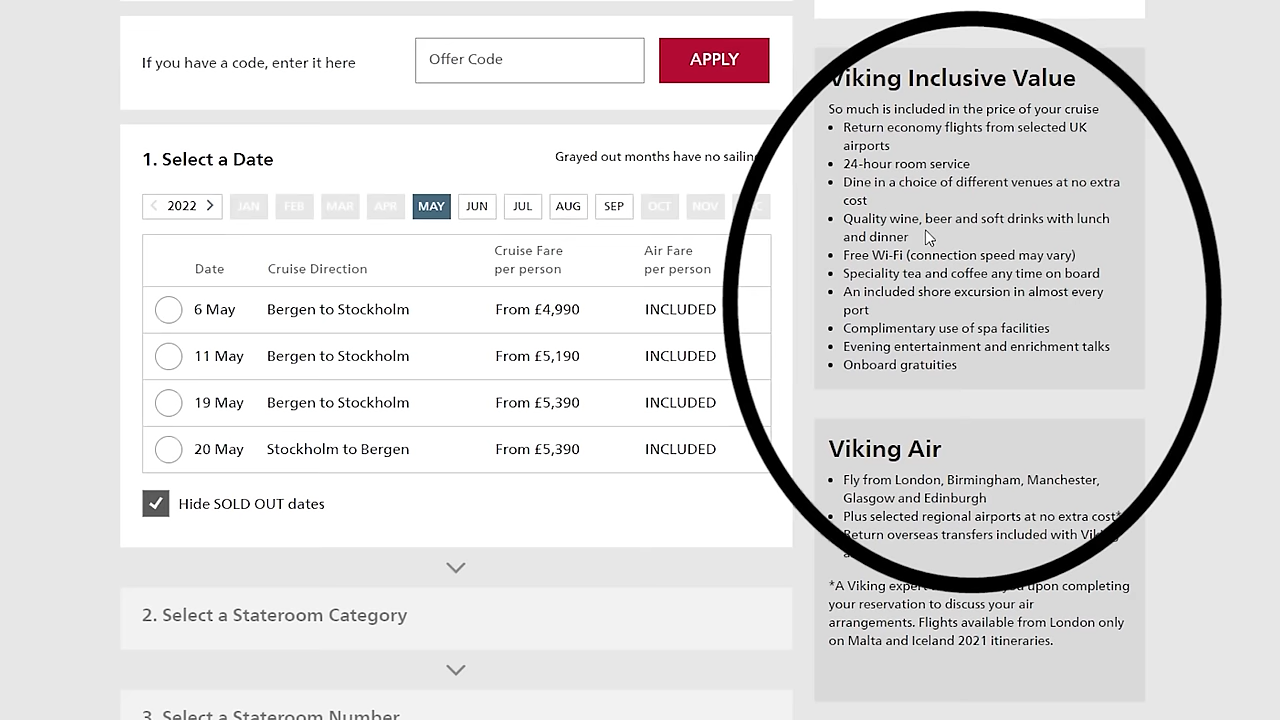 If you have a code, enter it here
Offer Code
APPLY
1. Select a Date
Grayed out months have no
2022
JAN
FEB
MAR
APR
MAY
JUN
JUL
AUG
SEP
OCT
NOV
Date
Cruise Direction
Cruise Fare
per person
Air Fare
per person
6 May Bergen to Stockholm From £4,990 INCLUDED
11 May Bergen to Stockholm From £5,190 INCLUDED
19 May Bergen to Stockholm From £5,390 INCLUDED
20 May Stockholm to Bergen From £5,390 INCLUDED
Hide SOLD OUT dates
2. Select a Stateroom Category
3. Select a Stateroom Number
Viking Inclusive Value
So much is included in the price of your cruise
• Return economy flights from selected UK
airports
• 24-hour room service
• Dine in a choice of different venues at no extra
cost
• Quality wine, beer and soft drinks with lunch
and dinner
• Free Wi-Fi (connection speed may vary)
• Speciality tea and coffee any time on board
• An included shore excursion in almost every
port
• Complimentary use of spa facilities
• Evening entertainment and enrichment talks
• Onboard gratuities
Viking Air
• Fly from London, Birmingham, Manchester,
Glasgow and Edinburgh
• Plus selected regional airports at no extra cost*
Return overseas transfers included with Viking
*A Viking expert upon completing
your reservation to discuss your air
arrangements. Flights available from London only
on Malta and Iceland 2021 itineraries.